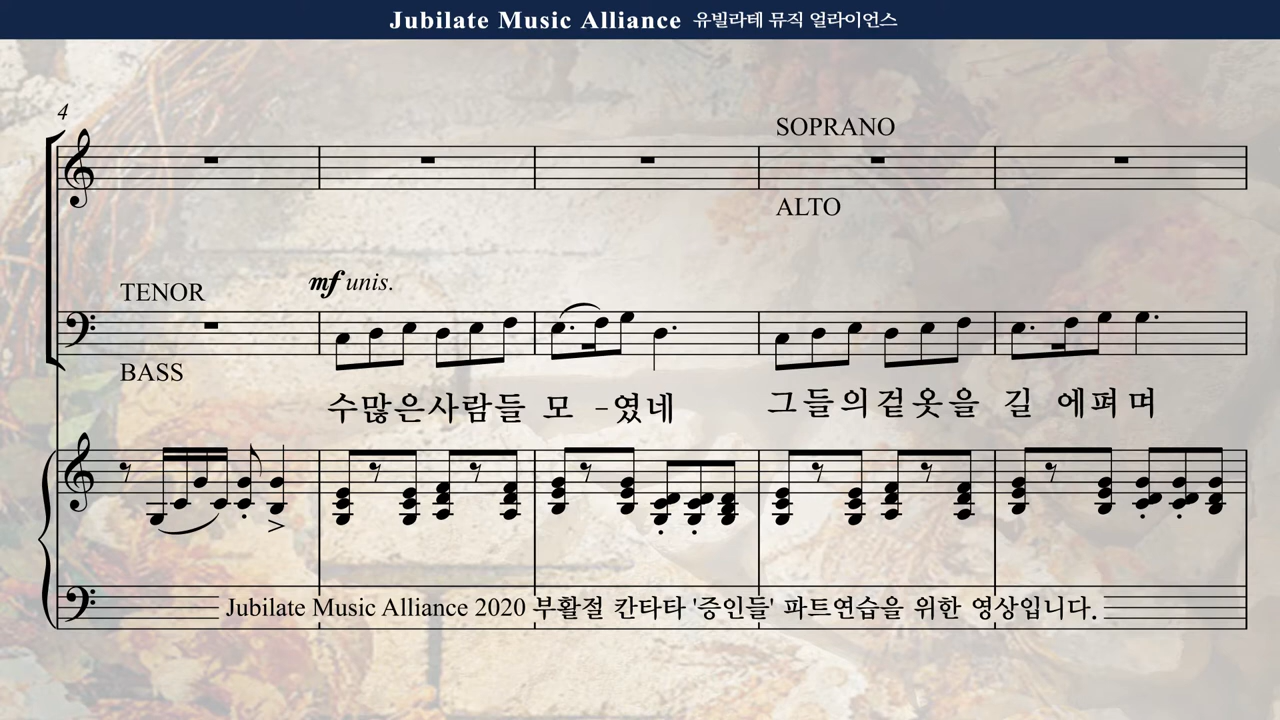 Jubilate Music Alliance 유빌라테 뮤직 얼라이언스
4
SOPRANO
ALTO
TENOR
mf unis.
BASS
수많은사람들 모 -였네 그들의겉옷을 길 에펴며
Jubilate Music Alliance 2020 부활절 칸타타 '증인들' 파트연습을 위한 영상입니다.